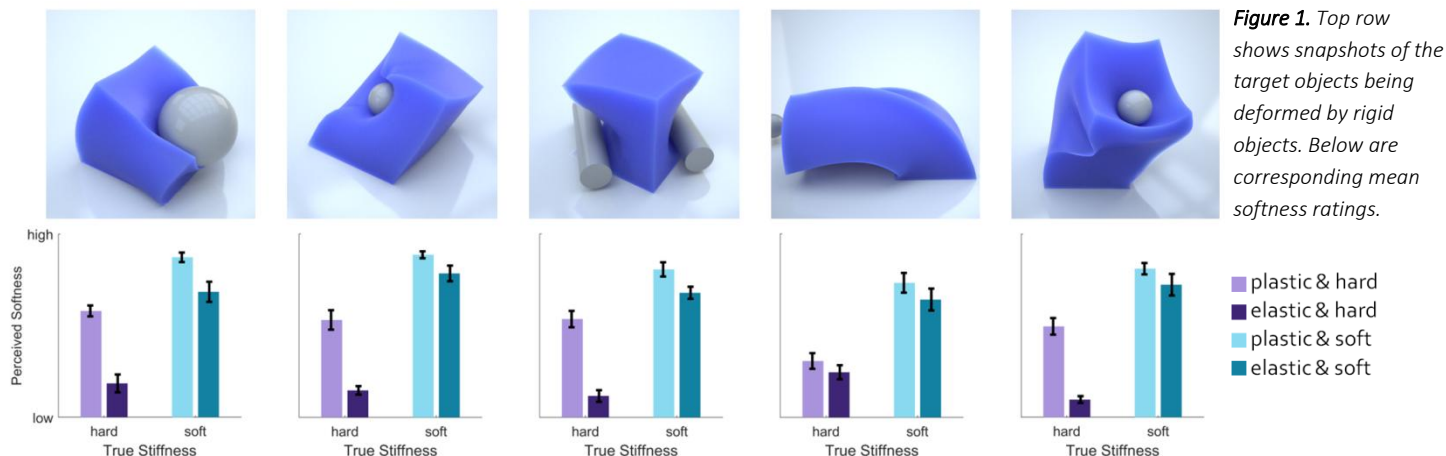 Figure 1. Top row
shows snapshots of the
target objects being
deformed by rigid
objects. Below are
corresponding mean
softness ratings.
high
Perceived Softness
low
hard soft
True Stiffness
hard soft
True Stiffness
hard soft
True Stiffness
hard soft
True Stiffness
hard soft
True Stiffness
plastic & hard
elastic & hard
plastic & soft
elastic & soft